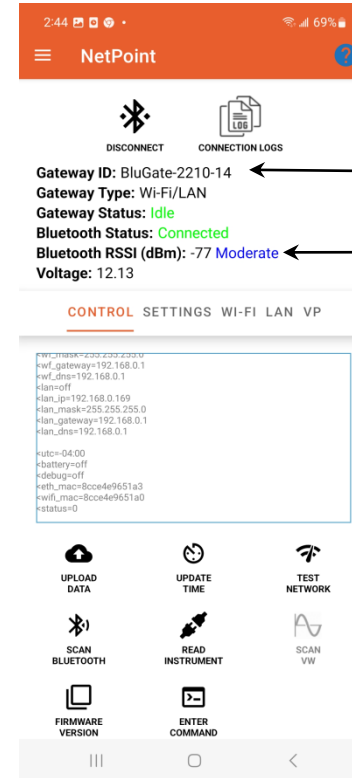 2:44
69%
NetPoint
?
LOG
DISCONNECT
CONNECTION LOGS
Gateway ID: BluGate-2210-14
Gateway Type: Wi-Fi/LAN
Gateway Status: Idle
Bluetooth Status: Connected
Bluetooth RSSI (dBm): -77 Moderate
Voltage: 12.13
CONTROL SETTINGS WI-FI LAN VP
<wf_mask=255.255.255.0
<wf_gateway=192.168.0.1
<wf_dns=192.168.0.1
<lan=off
<lan_ip=192.168.0.169
<lan_mask=255.255.255.0
<lan_gateway=192.168.0.1
<lan_dns=192.168.0.1
<utc=-04:00
<battery=off
<debug=off
<eth_mac=8cce4e9651a3
<wifi_mac=8cce4e9651a0
<status=0
UPLOAD
DATA
UPDATE
TIME
TEST
NETWORK
SCAN
BLUETOOTH
READ
INSTRUMENT
SCAN
VW
FIRMWARE
VERSION
ENTER
COMMAND